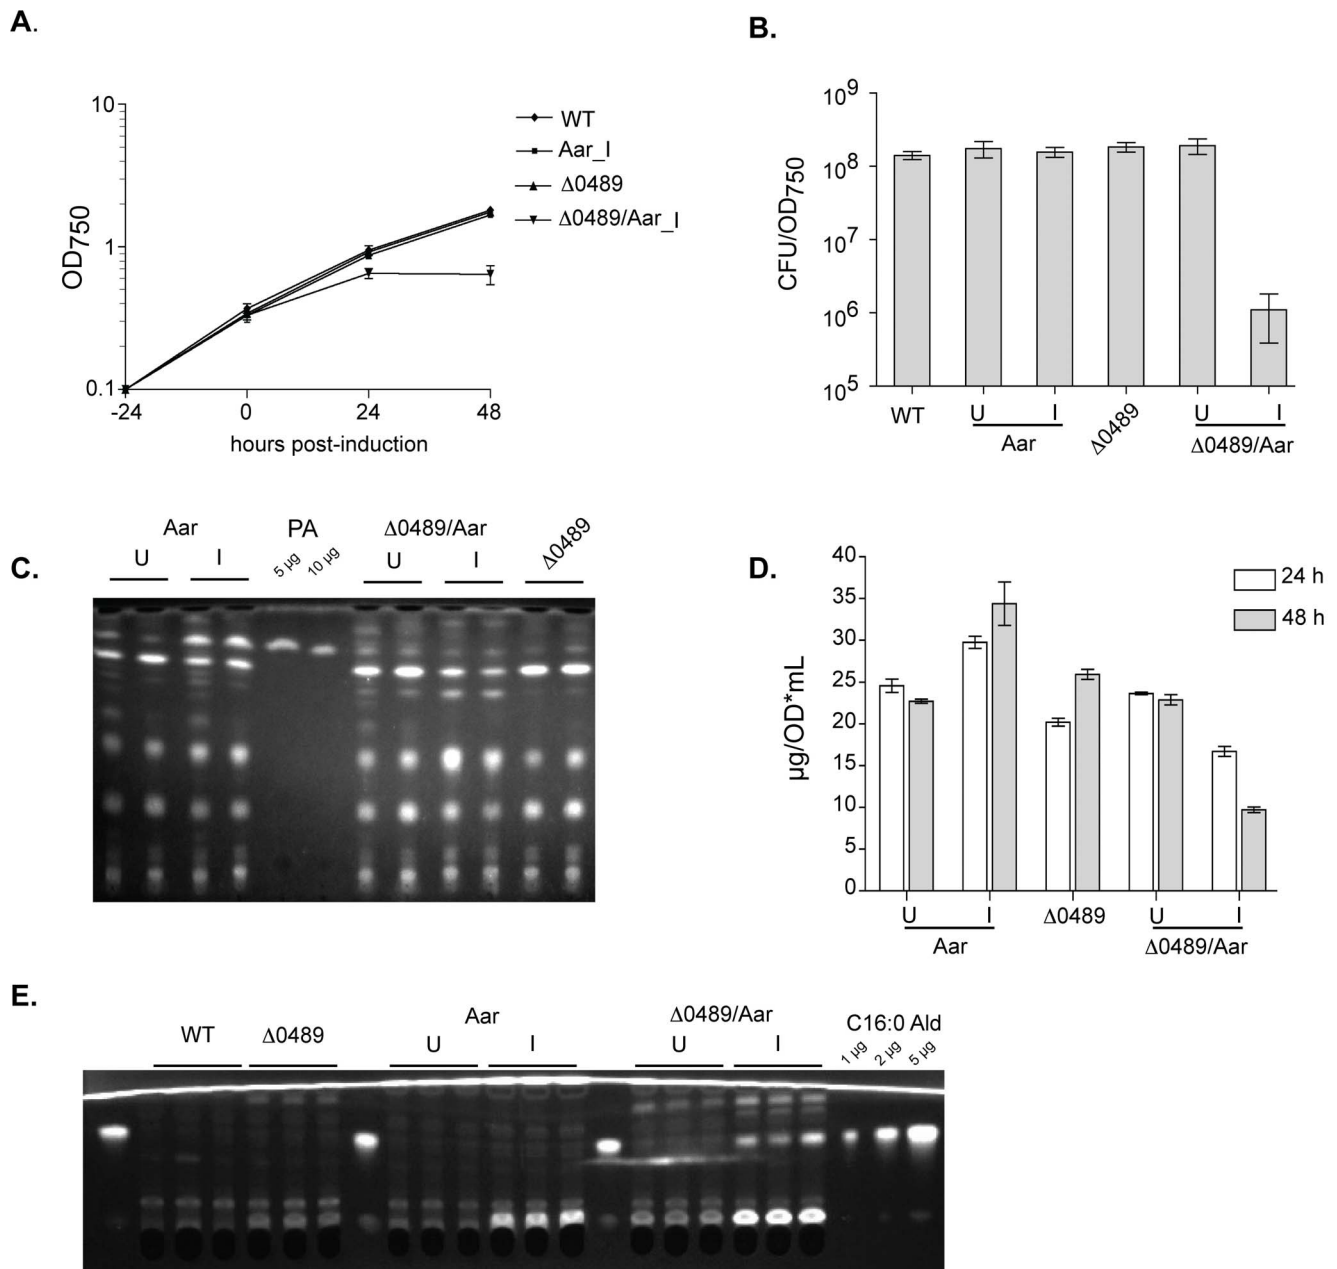 A.
10
1
0.1
OD750
-24
0
24
48
hours post-induction
WT
Aar_I
Δ0489
Δ0489/Aar_I
B.
10^9
10^8
10^7
10^6
10^5
CFU/OD750
WT
U I
Aar
Δ0489
U I
Δ0489/Aar
C.
Aar PA Δ0489/Aar Δ0489
U I 5 µg 10 µg U I
D.
40
35
30
25
20
15
10
5
0
µg/OD*mL
24 h
48 h
U I
Aar
Δ0489
U I
Δ0489/Aar
E.
WT Δ0489 Aar Δ0489/Aar C16:0 Ald
U I U I 1 µg 2 µg 5 µg